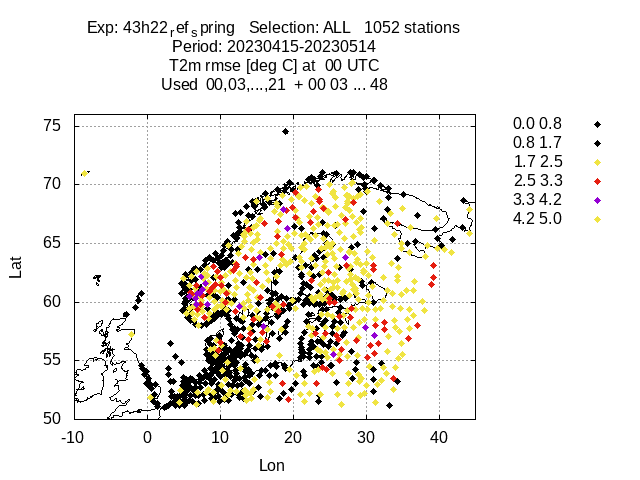 Exp: 43h22refspring Selection: ALL 1052 stations
Period: 20230415-20230514
T2m rmse [deg C] at 00 UTC
Used 00,03,...,21 + 00 03 ... 48
0.0 0.8
0.8 1.7
1.7 2.5
2.5 3.3
3.3 4.2
4.2 5.0
75
70
65
60
55
50
Lat
-10 0 10 20 30 40
Lon